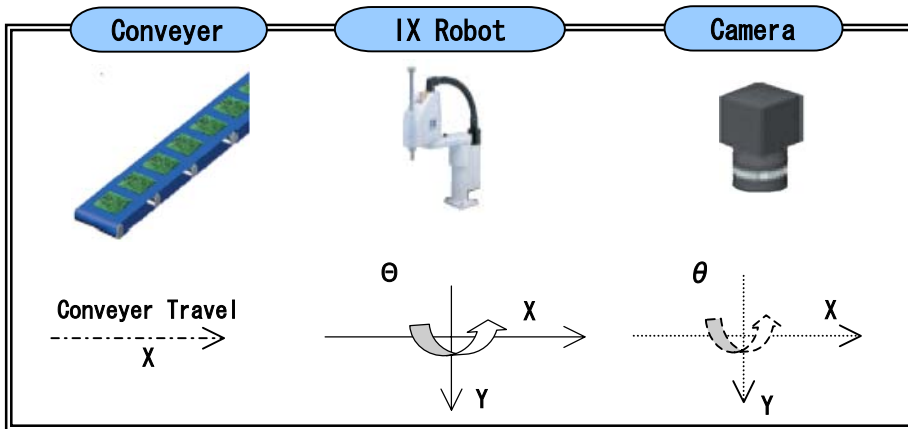 Conveyer
IX Robot
Camera
Θ
θ
Conveyer Travel
X
X
X
Y
Y